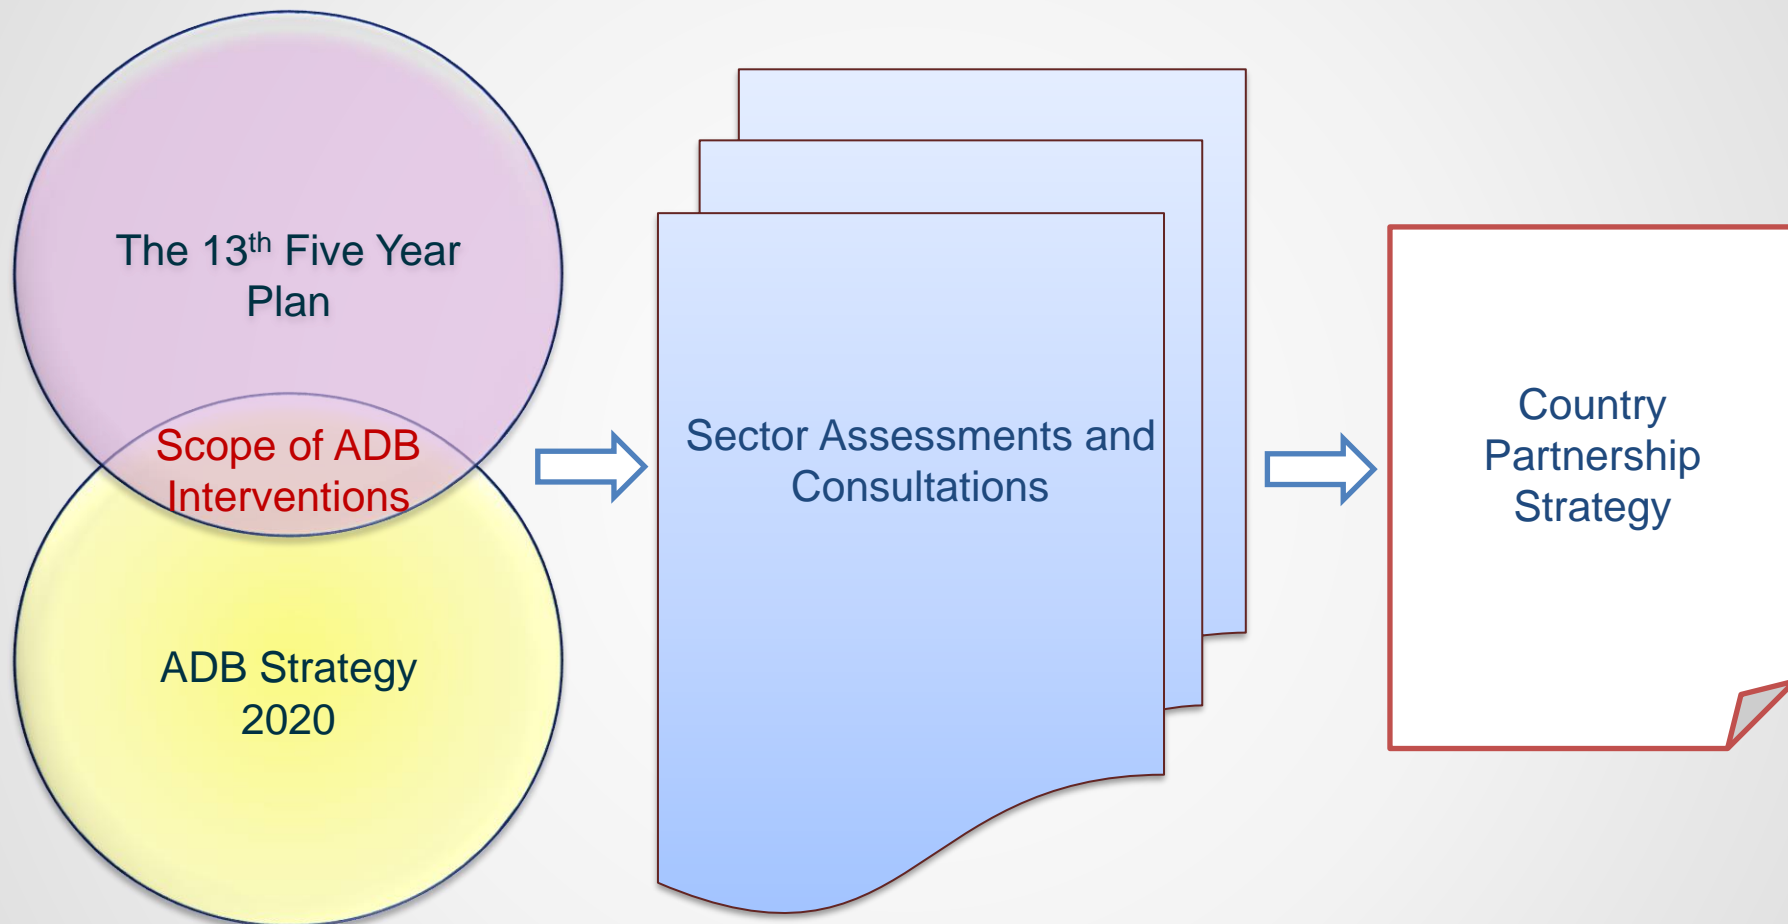 The 13th Five Year
Plan
Scope of ADB
Interventions
ADB Strategy
2020
Sector Assessments and
Consultations
Country
Partnership
Strategy